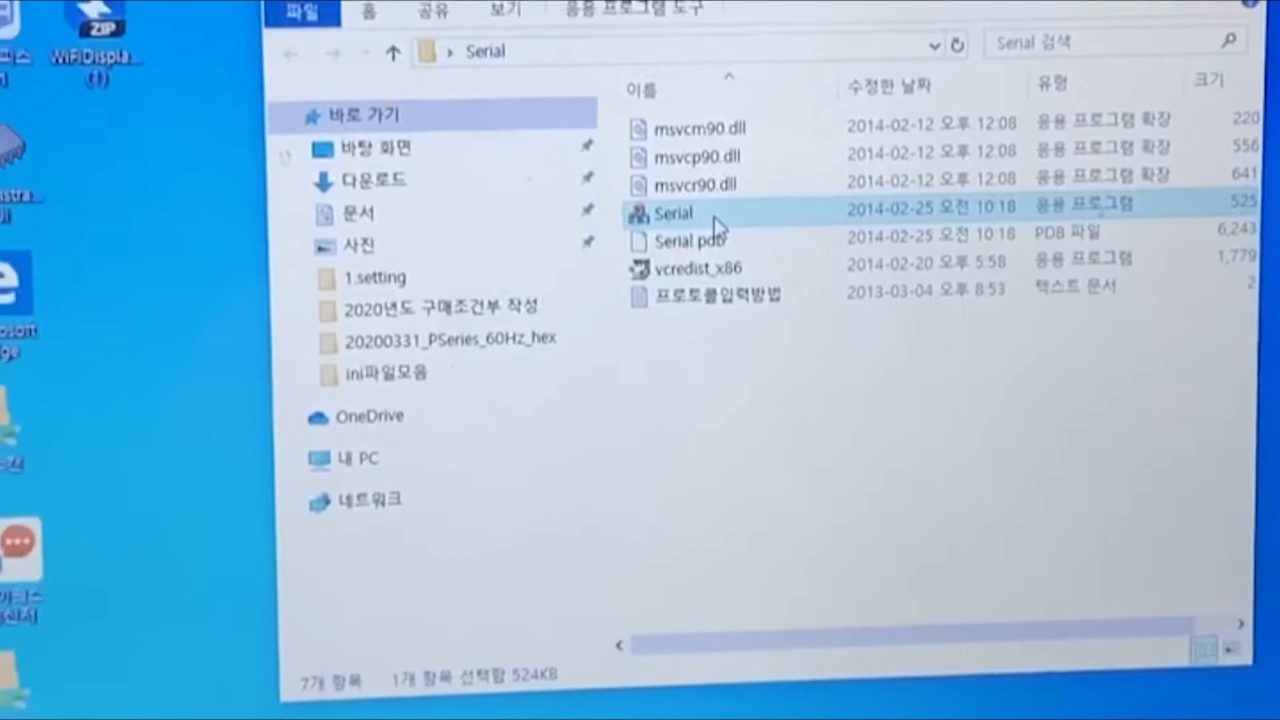 파일 홈 공유 보기 응용 프로그램 도구
ZIP
WiFiDispla...
(1)
Serial
Serial 검색
이름 수정한 날짜 유형 크기
바로 가기
바탕 화면
다운로드
문서
사진
1.setting
2020년도 구매조건부 작성
20200331_PSeries_60Hz_hex
ini파일모음
OneDrive
내 PC
네트워크
msvcm90.dll 2014-02-12 오후 12:08 응용 프로그램 확장 220
msvcp90.dll 2014-02-12 오후 12:08 응용 프로그램 확장 556
msvcr90.dll 2014-02-12 오후 12:08 응용 프로그램 확장 641
Serial 2014-02-25 오전 10:18 응용 프로그램 525
Serial.pdb 2014-02-25 오전 10:18 PDB 파일 6,243
vcredist_x86 2014-02-20 오후 5:58 응용 프로그램 1,779
프로토콜입력방법 2013-03-04 오후 8:53 텍스트 문서 2
7개 항목 1개 항목 선택함 524KB